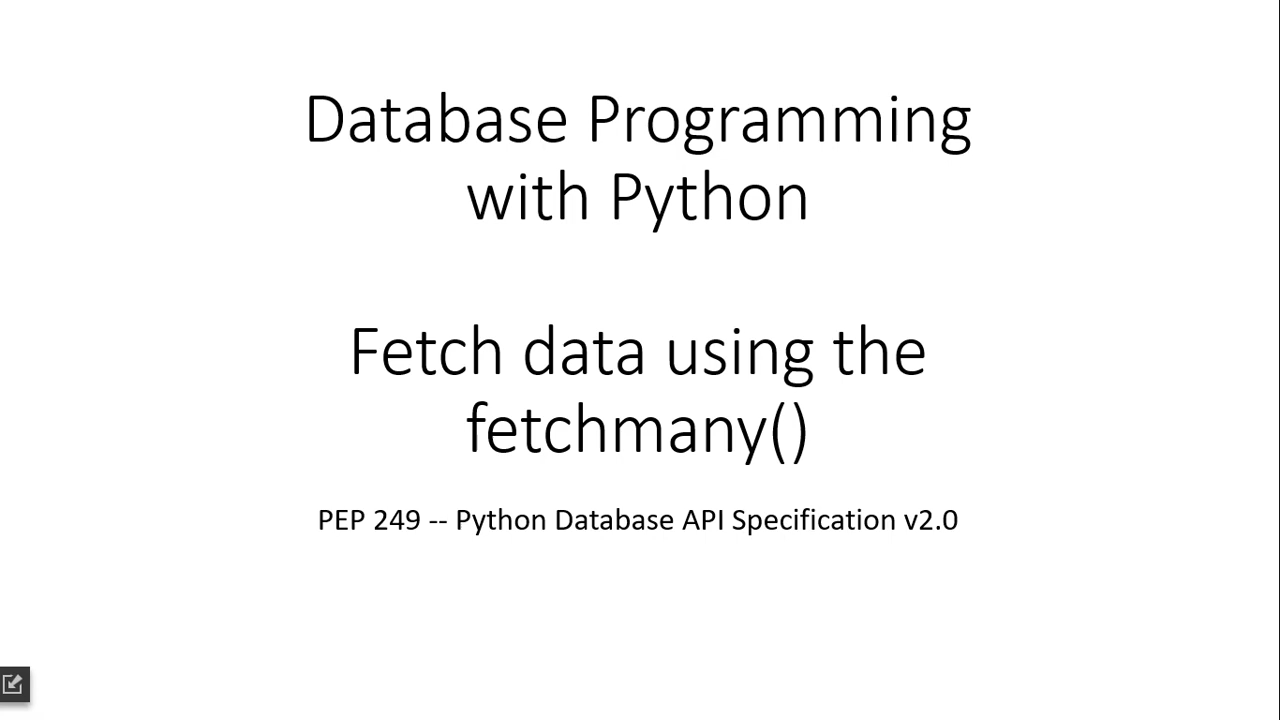 Database Programming
with Python
Fetch data using the
fetchmany()
PEP 249 -- Python Database API Specification v2.0